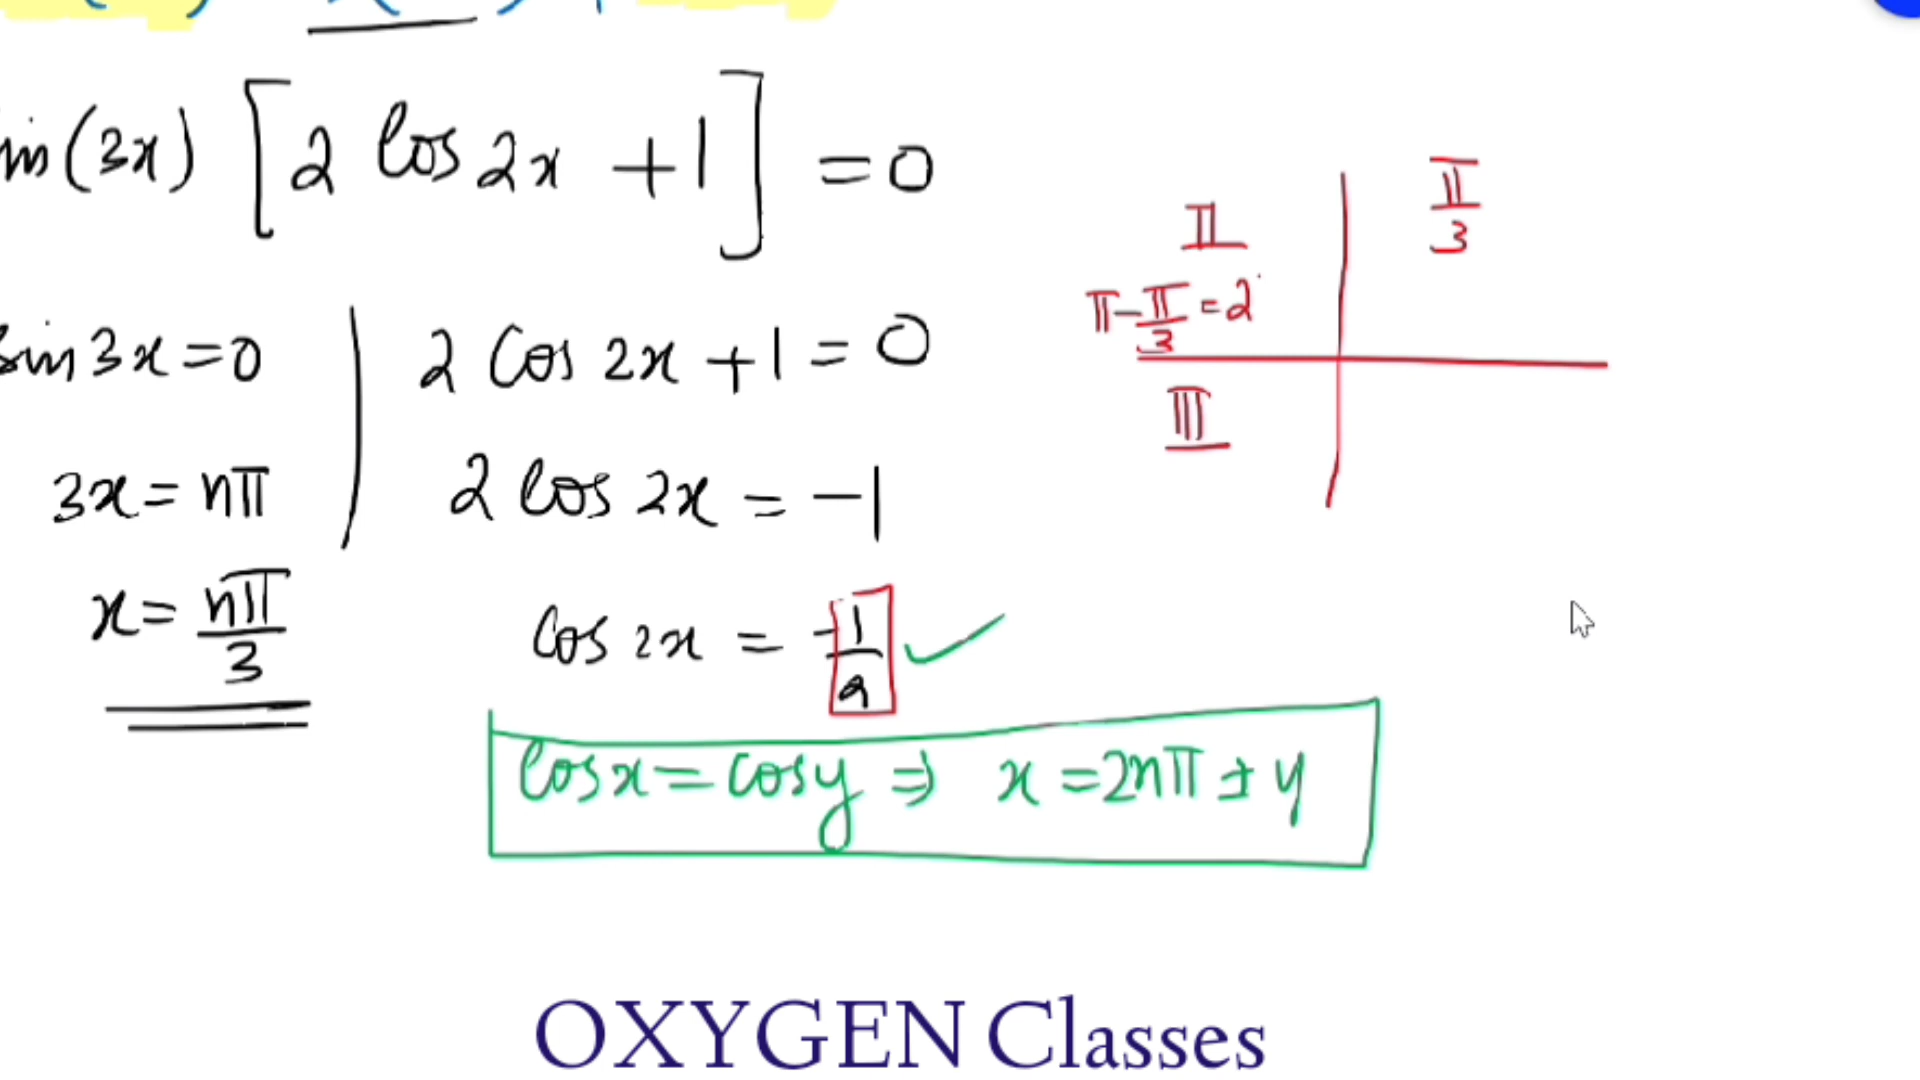 in(3x) [2 cos 2x + 1] = 0
sin 3x = 0
3x = nπ
x = nπ/3
2 cos 2x + 1 = 0
2 cos 2x = -1
cos 2x = -1/2
cos x = cos y ⇒ x = 2nπ ± y
II
π/3
π - π/3 = 2
III
OXYGEN Classes